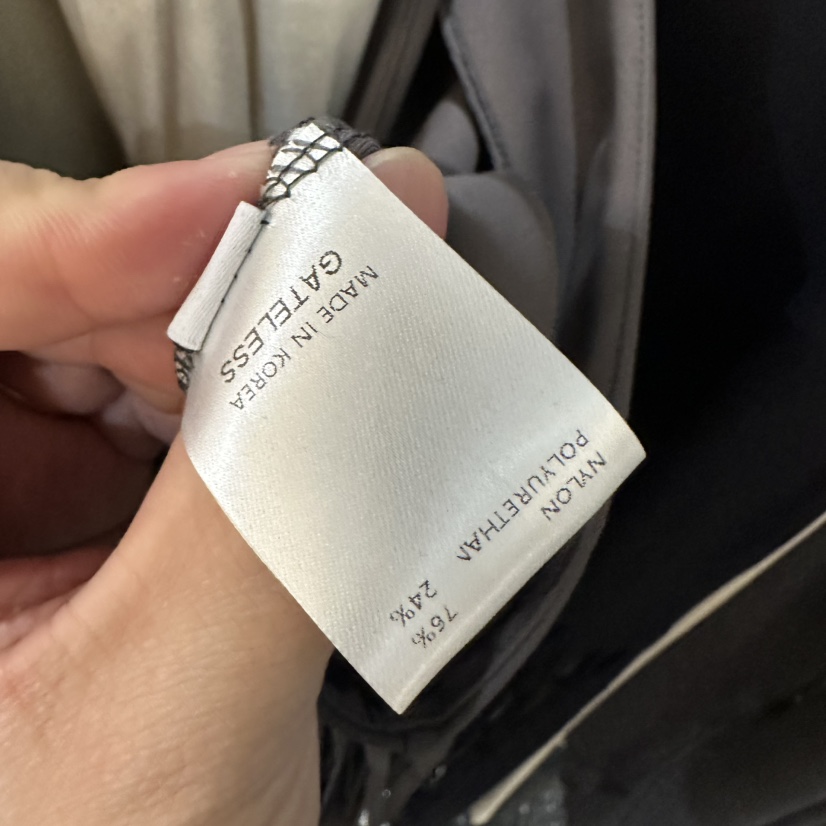 NYLON 76%
POLYURETHAN 24%
MADE IN KOREA
GATELESS